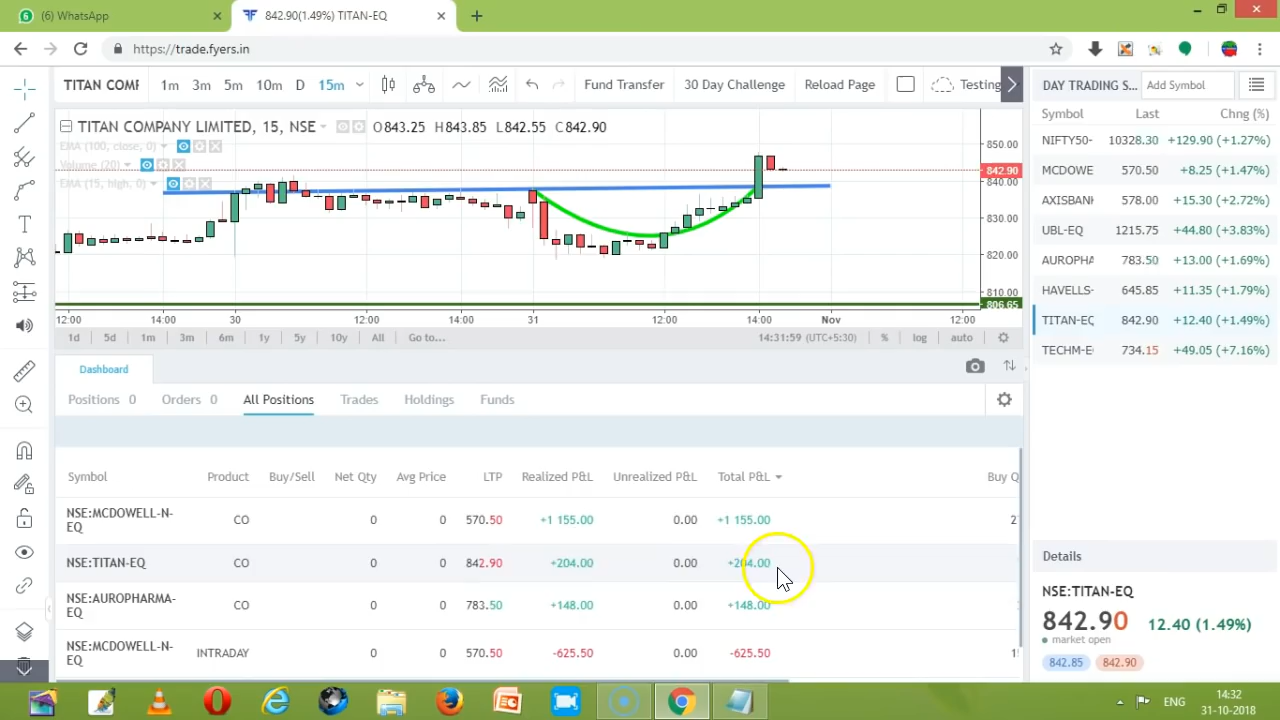 (6) WhatsApp
842.90(1.49%) TITAN-EQ
https://trade.fyers.in
TITAN COMF
1m 3m 5m 10m D 15m
Fund Transfer
30 Day Challenge
Reload Page
Testing
TITAN COMPANY LIMITED, 15, NSE
O843.25 H843.85 L842.55 C842.90
EMA (100, close, 0)
Volume (20)
EMA (15, high, 0)
850.00
842.90
840.00
830.00
820.00
810.00
806.65
12:00 14:00 30 12:00 14:00 31 12:00 14:00 Nov 12:00
1d 5d 1m 3m 6m 1y 5y 10y All Go to...
14:31:59 (UTC+5:30) % log auto
Dashboard
Positions 0 Orders 0 All Positions Trades Holdings Funds
Symbol Product Buy/Sell Net Qty Avg Price LTP Realized P&L Unrealized P&L Total P&L Buy Q
NSE:MCDOWELL-N-
EQ
CO 0 0 570.50 +1 155.00 0.00 +1 155.00
NSE:TITAN-EQ CO 0 0 842.90 +204.00 0.00 +204.00
NSE:AUROPHARMA-
EQ
CO 0 0 783.50 +148.00 0.00 +148.00
NSE:MCDOWELL-N-
EQ
INTRADAY 0 0 570.50 -625.50 0.00 -625.50
DAY TRADING S...
Add Symbol
Symbol Last Chng (%)
NIFTY50- 10328.30 +129.90 (+1.27%)
MCDOWE 570.50 +8.25 (+1.47%)
AXISBANK 578.00 +15.30 (+2.72%)
UBL-EQ 1215.75 +44.80 (+3.83%)
AUROPHA 783.50 +13.00 (+1.69%)
HAVELLS- 645.85 +11.35 (+1.79%)
TITAN-EQ 842.90 +12.40 (+1.49%)
TECHM-E 734.15 +49.05 (+7.16%)
Details
NSE:TITAN-EQ
842.90 12.40 (1.49%)
market open
842.85 842.90
ENG
14:32
31-10-2018